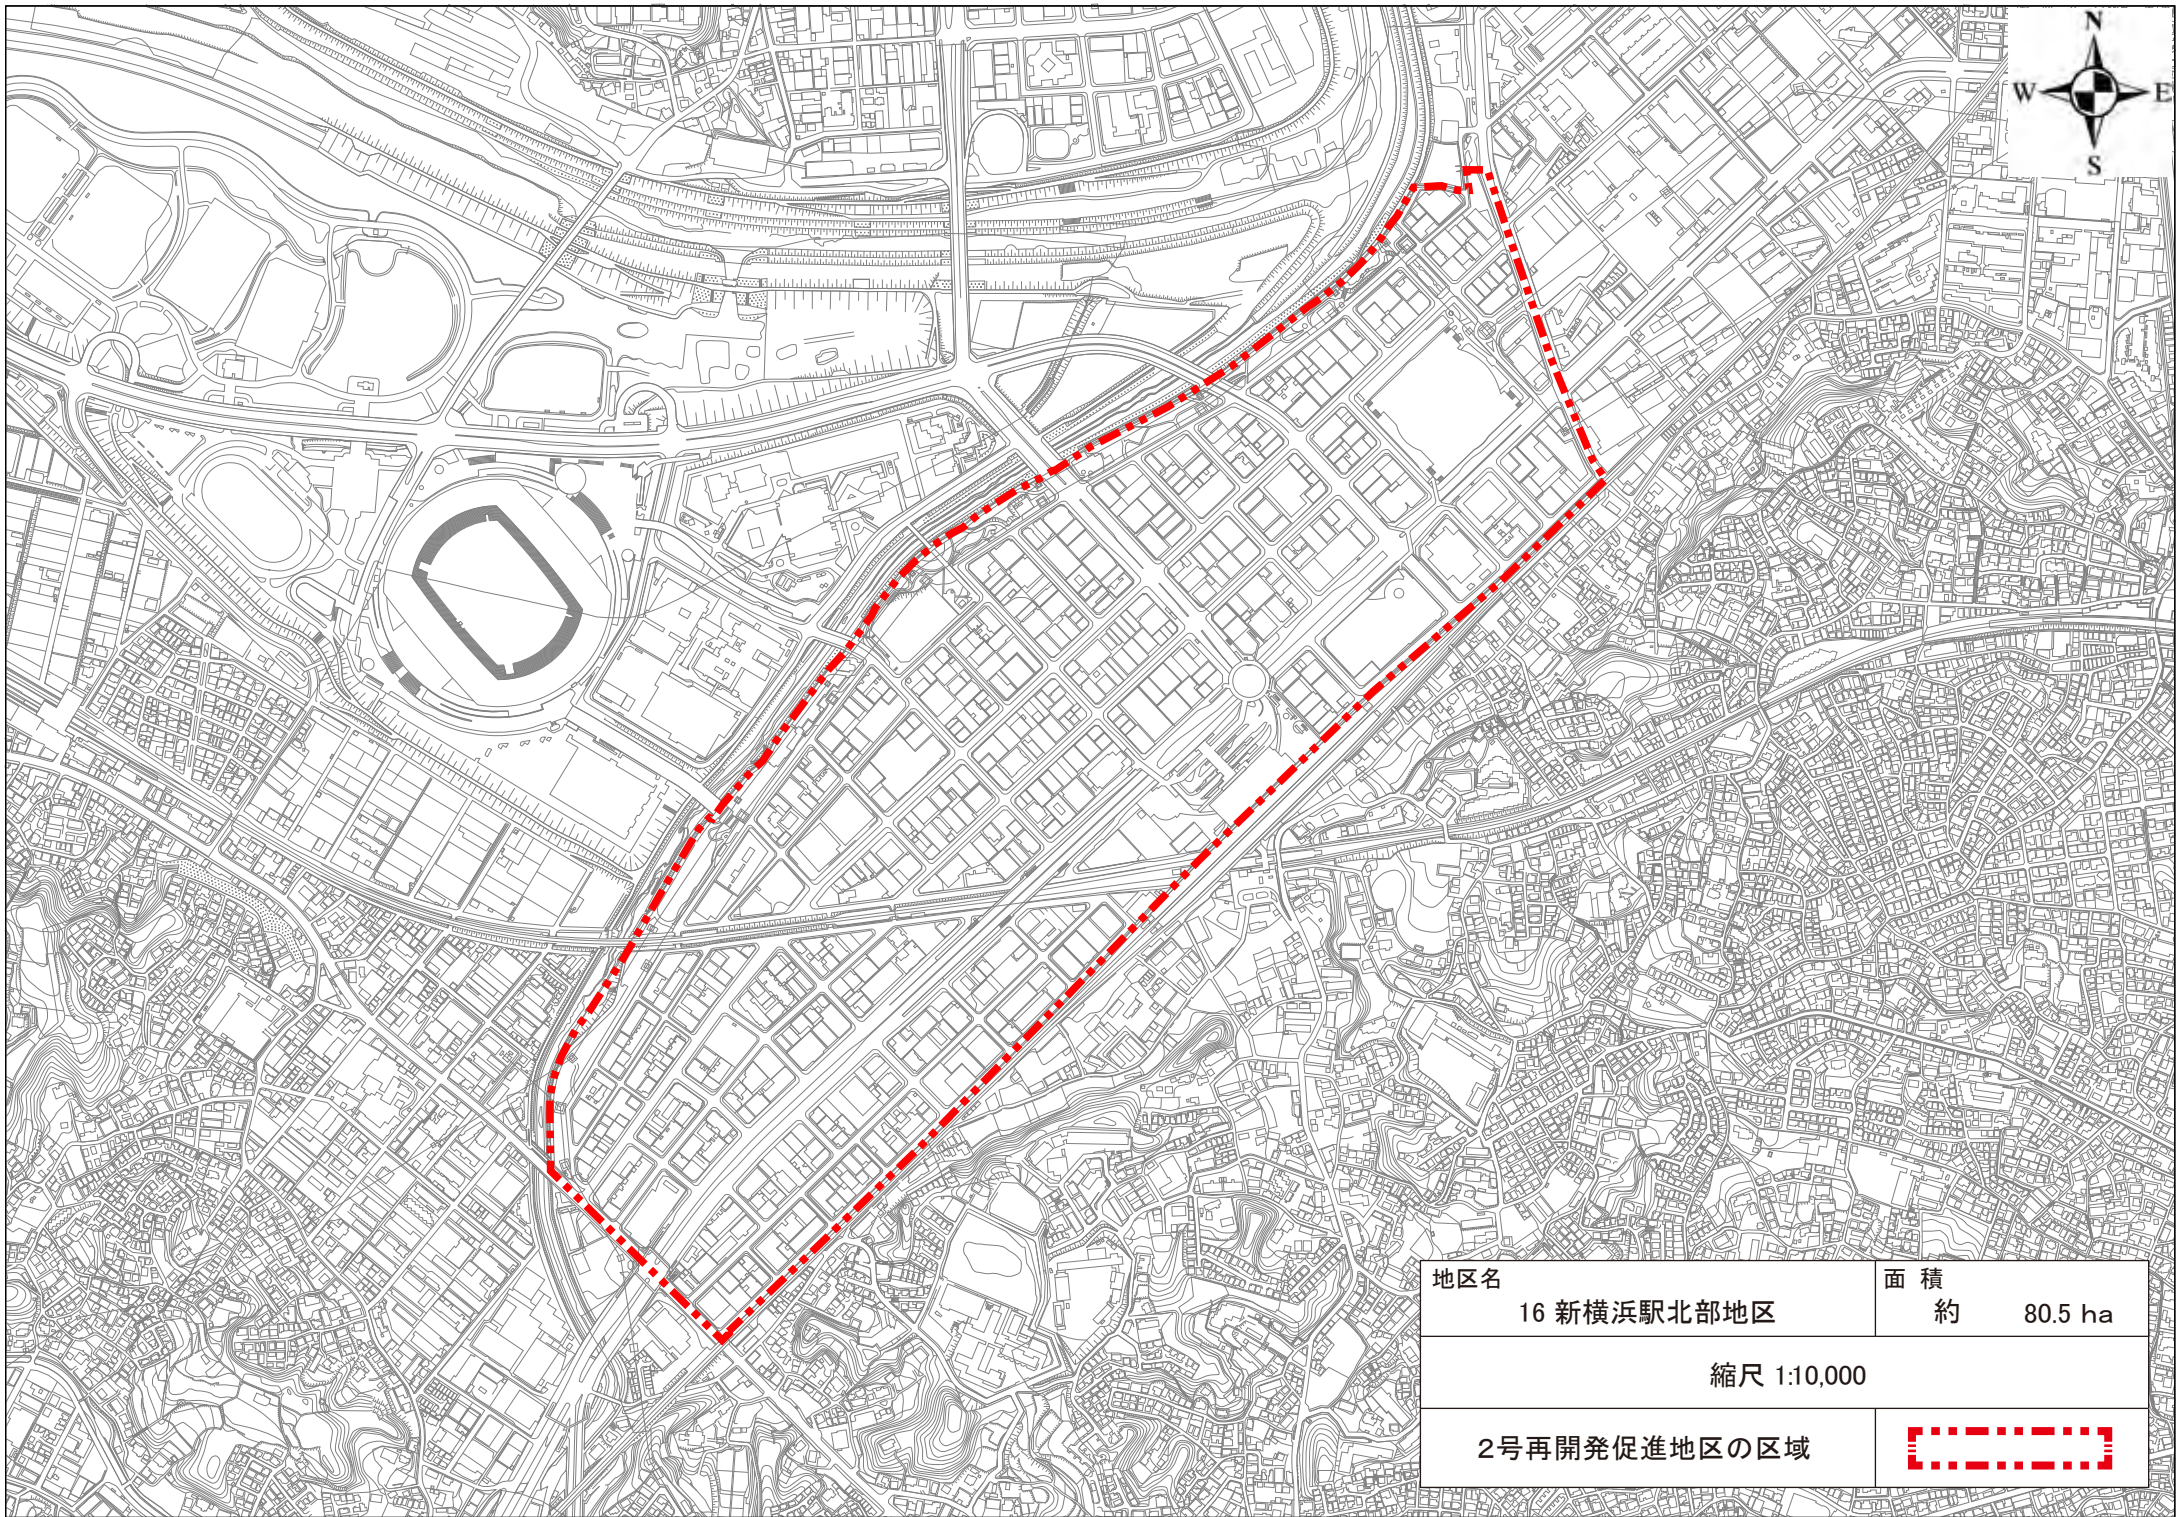 N
W E
S
地区名
16 新横浜駅北部地区
面 積
約 80.5 ha
縮尺 1:10,000
2号再開発促進地区の区域